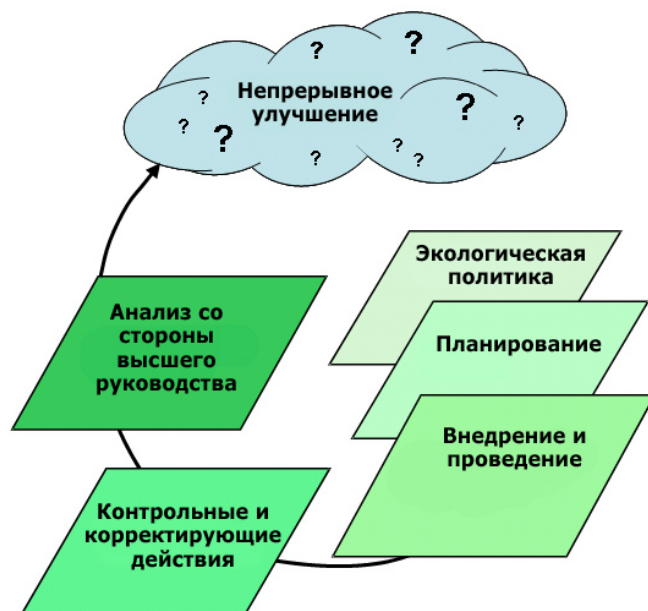 ?
?
?
Непрерывное
улучшение
?
?
?
?
?
?
?
?
Экологическая
политика
Планирование
Внедрение и
проведение
Контрольные и
корректирующие
действия
Анализ со
стороны
высшего
руководства